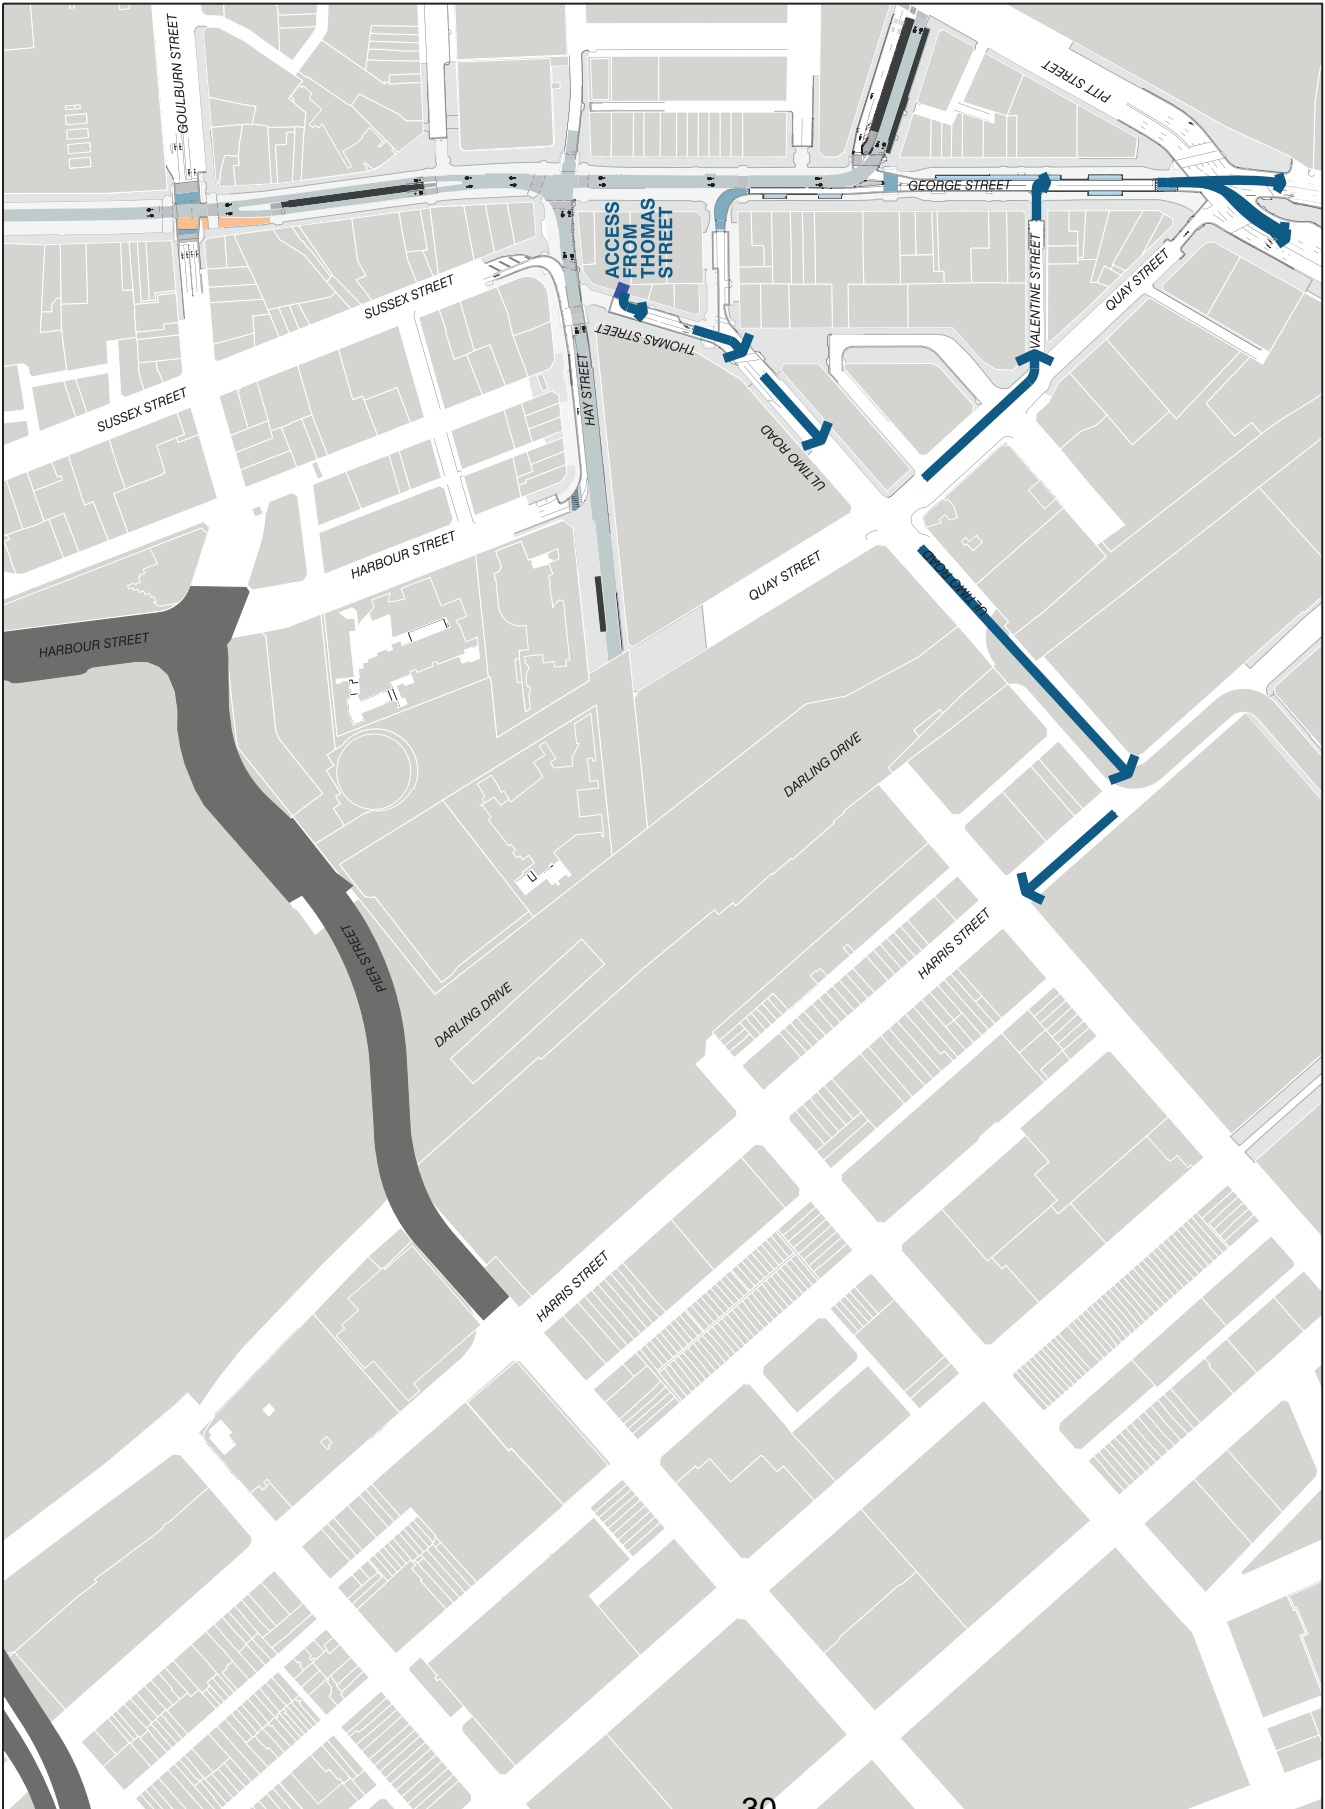 GOULBURN STREET
PITT STREET
GEORGE STREET
ACCESS
FROM
THOMAS
STREET
VALENTINE STREET
QUAY STREET
SUSSEX STREET
THOMAS STREET
HAY STREET
SUSSEX STREET
ULTIMO ROAD
HARBOUR STREET
QUAY STREET
ULTIMO ROAD
HARBOUR STREET
DARLING DRIVE
HARRIS STREET
PIER STREET
DARLING DRIVE
HARRIS STREET
30